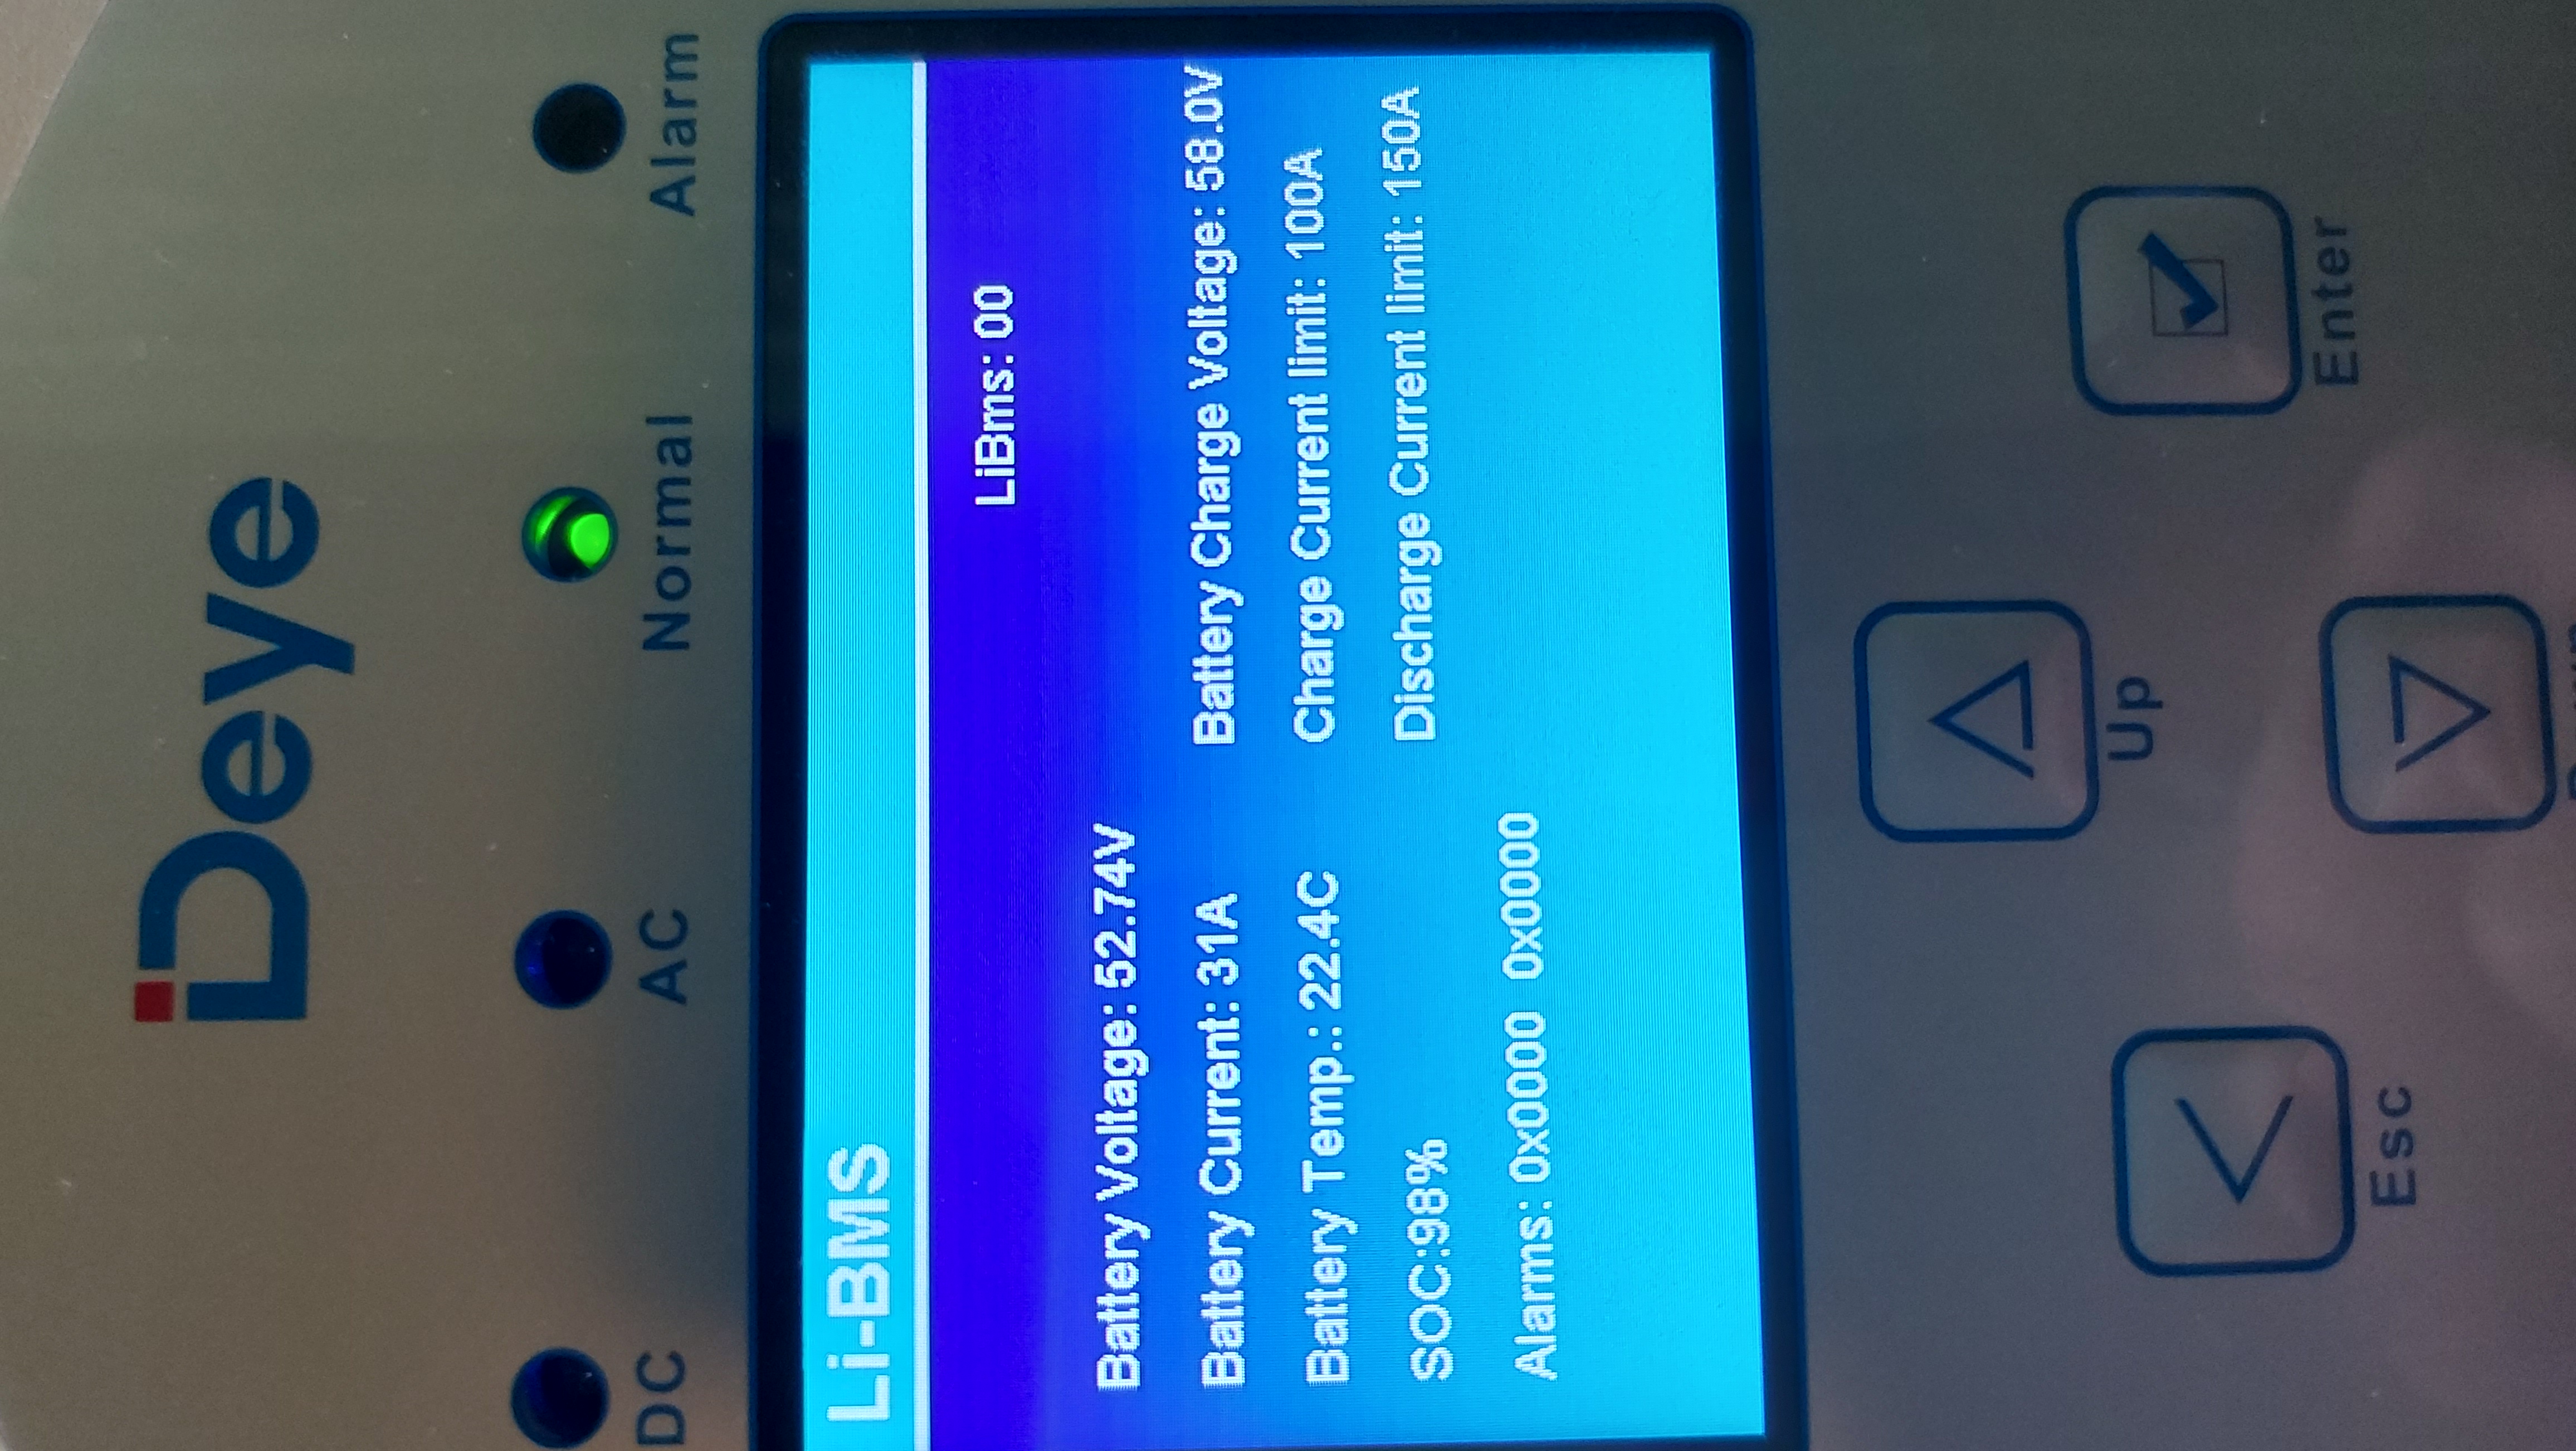 Deye
DC AC Normal Alarm
Li-BMS
LiBms: 00
Battery Voltage: 52.74V
Battery Current: 31A Battery Charge Voltage: 58.0V
Battery Temp.: 22.4C Charge Current limit: 100A
SOC:98% Discharge Current limit: 150A
Alarms: 0x0000 0x0000
Up
Esc Enter
Down